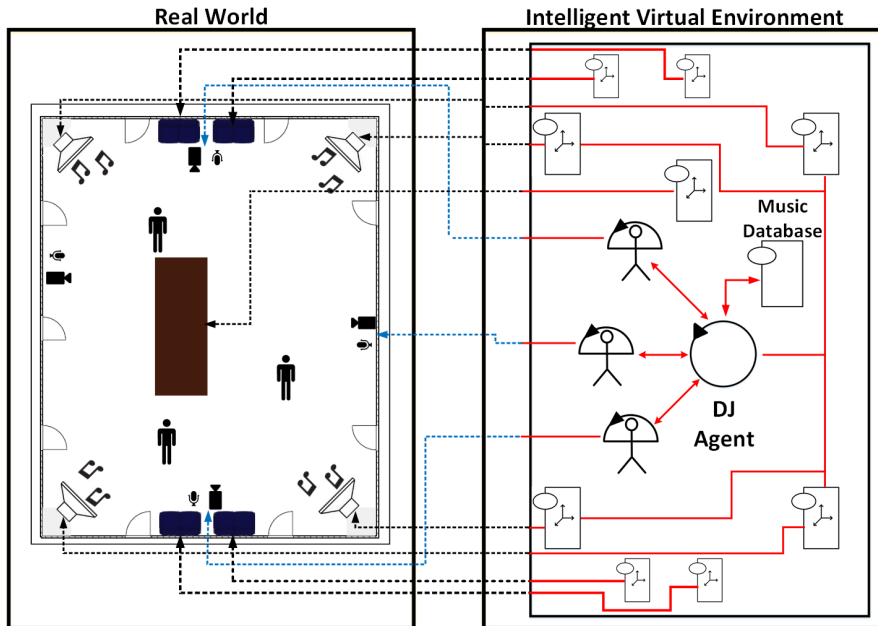 Real World
Intelligent Virtual Environment
Music
Database
DJ
Agent